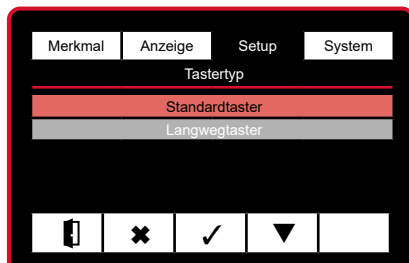 Merkmal Anzeige Setup System
Tastertyp
Standardtaster
Langwegtaster